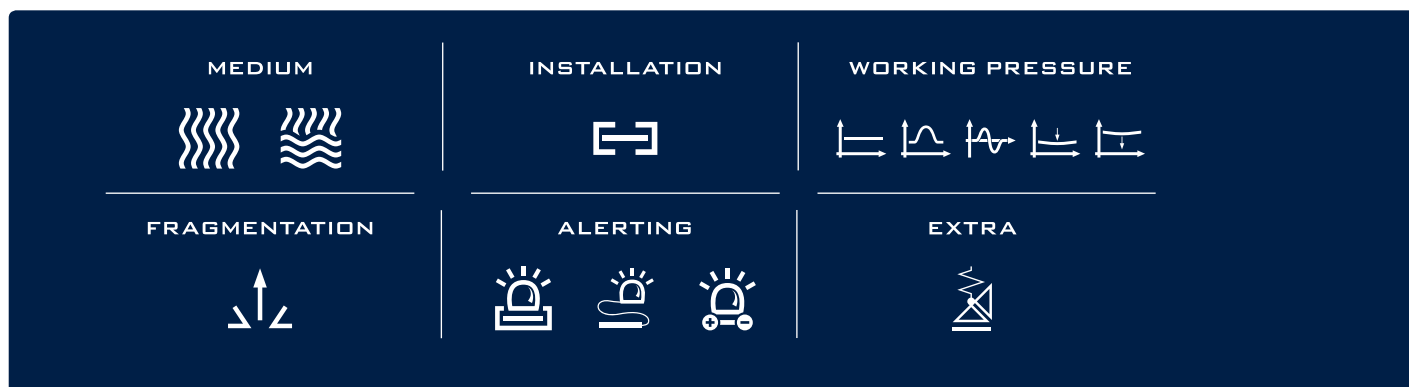 MEDIUM
INSTALLATION
WORKING PRESSURE
FRAGMENTATION
ALERTING
EXTRA